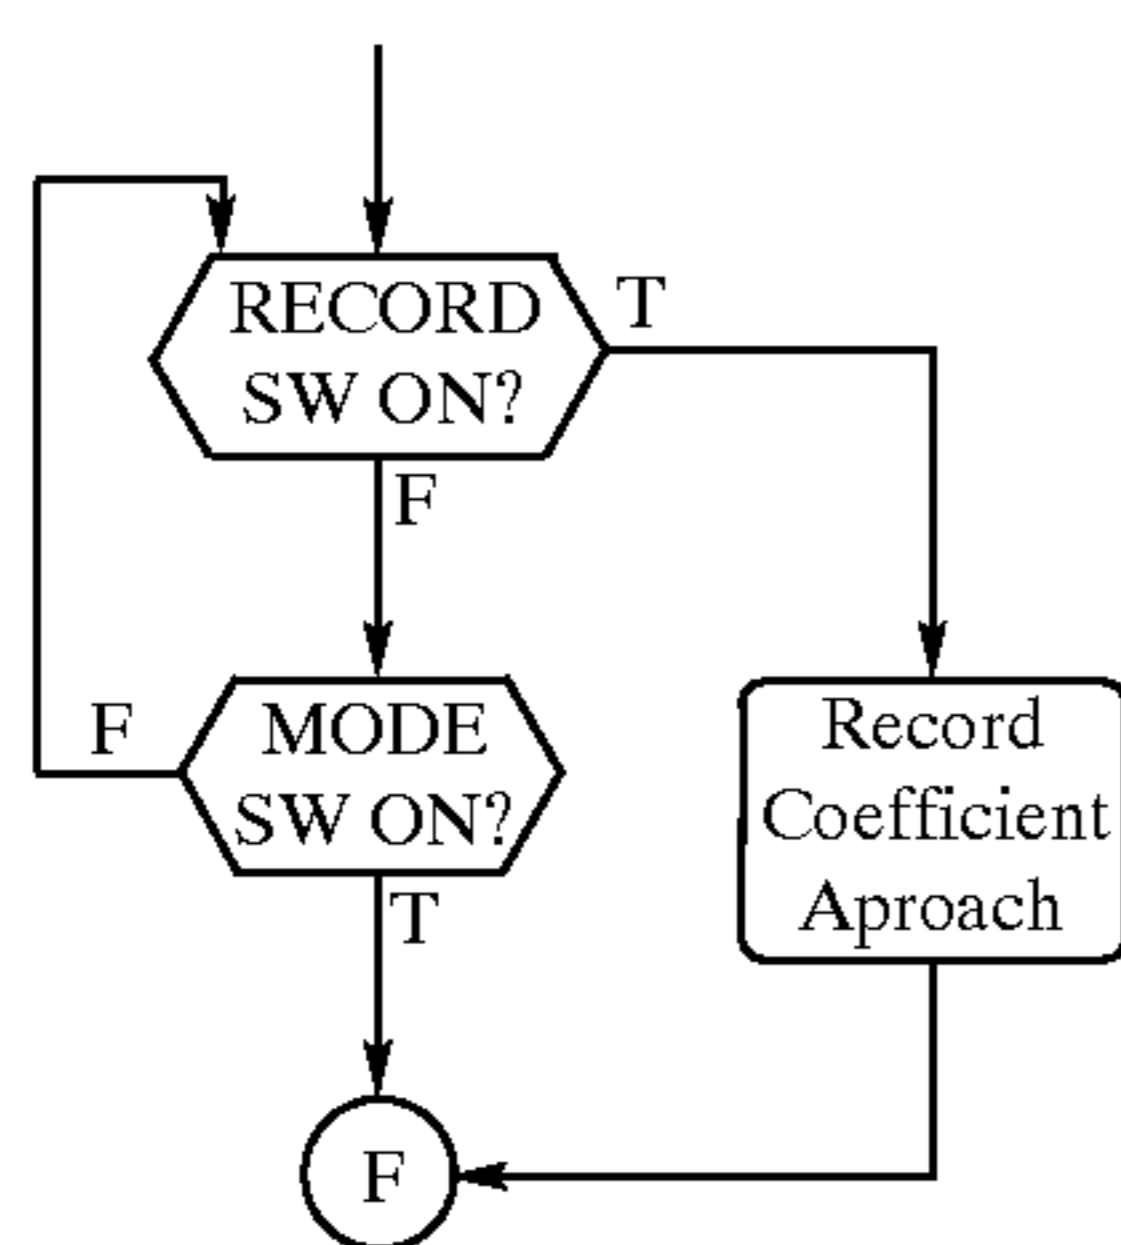 RECORD
SW ON?
T
F
MODE
SW ON?
F
T
Record
Coefficient
Aproach
F